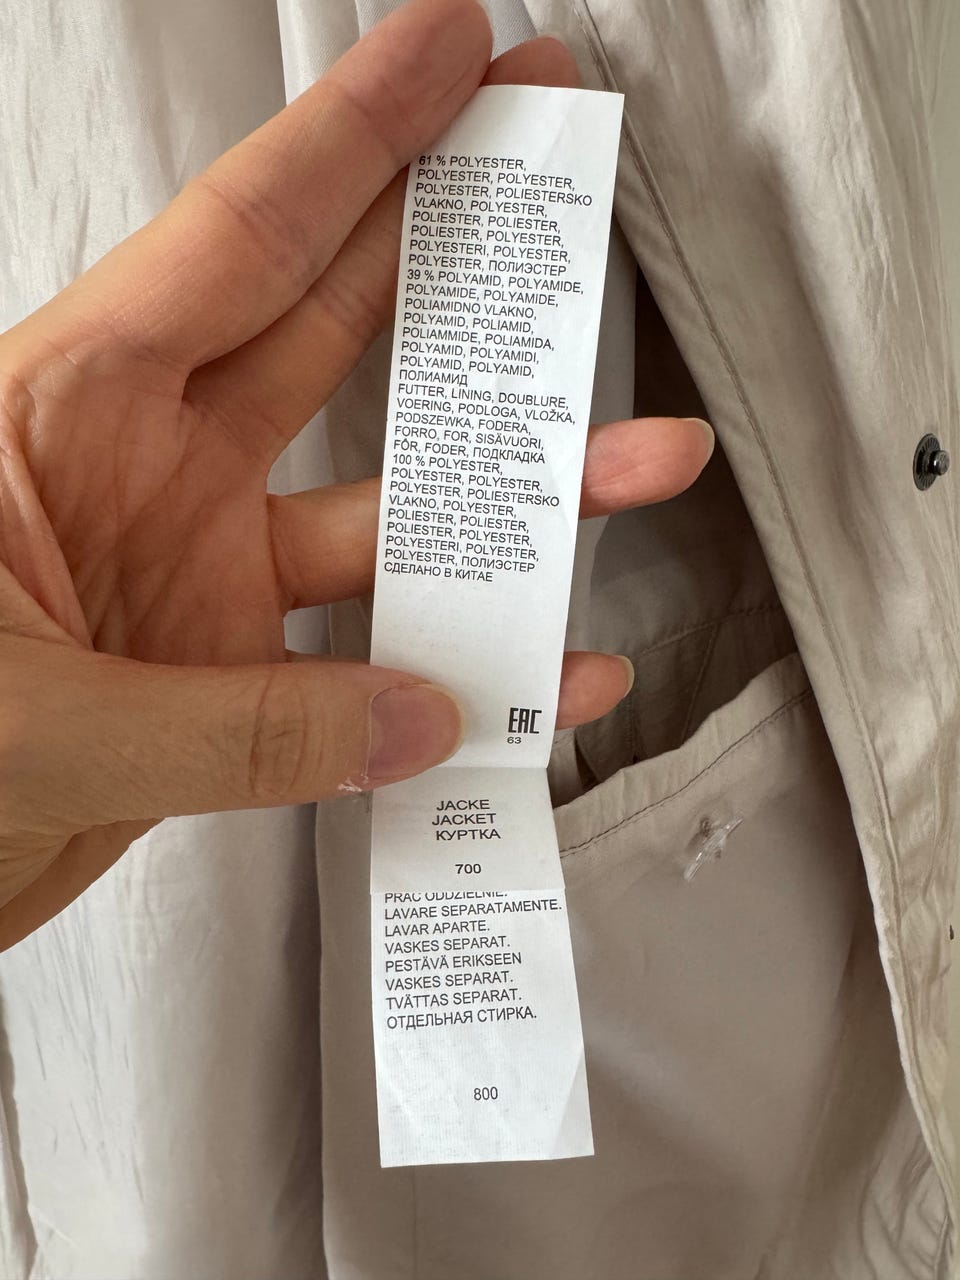 61 % POLYESTER,
POLYESTER, POLYESTER,
POLYESTER, POLIESTERSKO
VLAKNO, POLYESTER,
POLIESTER, POLIESTER,
POLIESTER, POLYESTER,
POLYESTERI, POLYESTER,
POLYESTER, ПОЛИЭСТЕР
39 % POLYAMID, POLYAMIDE,
POLYAMIDE, POLYAMIDE,
POLIAMIDNO VLAKNO,
POLYAMID, POLIAMID,
POLIAMMIDE, POLIAMIDA,
POLYAMID, POLYAMIDI,
POLYAMID, POLYAMID,
ПОЛИАМИД
FUTTER, LINING, DOUBLURE,
VOERING, PODLOGA, VLOŽKA,
PODSZEWKA, FODERA,
FORRO, FOR, SISÄVUORI,
FÔR, FODER, ПОДКЛАДКА
100 % POLYESTER,
POLYESTER, POLYESTER,
POLYESTER, POLIESTERSKO
VLAKNO, POLYESTER,
POLIESTER, POLIESTER,
POLIESTER, POLYESTER,
POLYESTERI, POLYESTER,
POLYESTER, ПОЛИЭСТЕР
СДЕЛАНО В КИТАЕ
EAC
63
JACKE
JACKET
КУРТКА
700
PRAĆ ODDZIELNIE.
LAVARE SEPARATAMENTE.
LAVAR APARTE.
VASKES SEPARAT.
PESTÄVÄ ERIKSEEN
VASKES SEPARAT.
TVÄTTAS SEPARAT.
ОТДЕЛЬНАЯ СТИРКА.
800